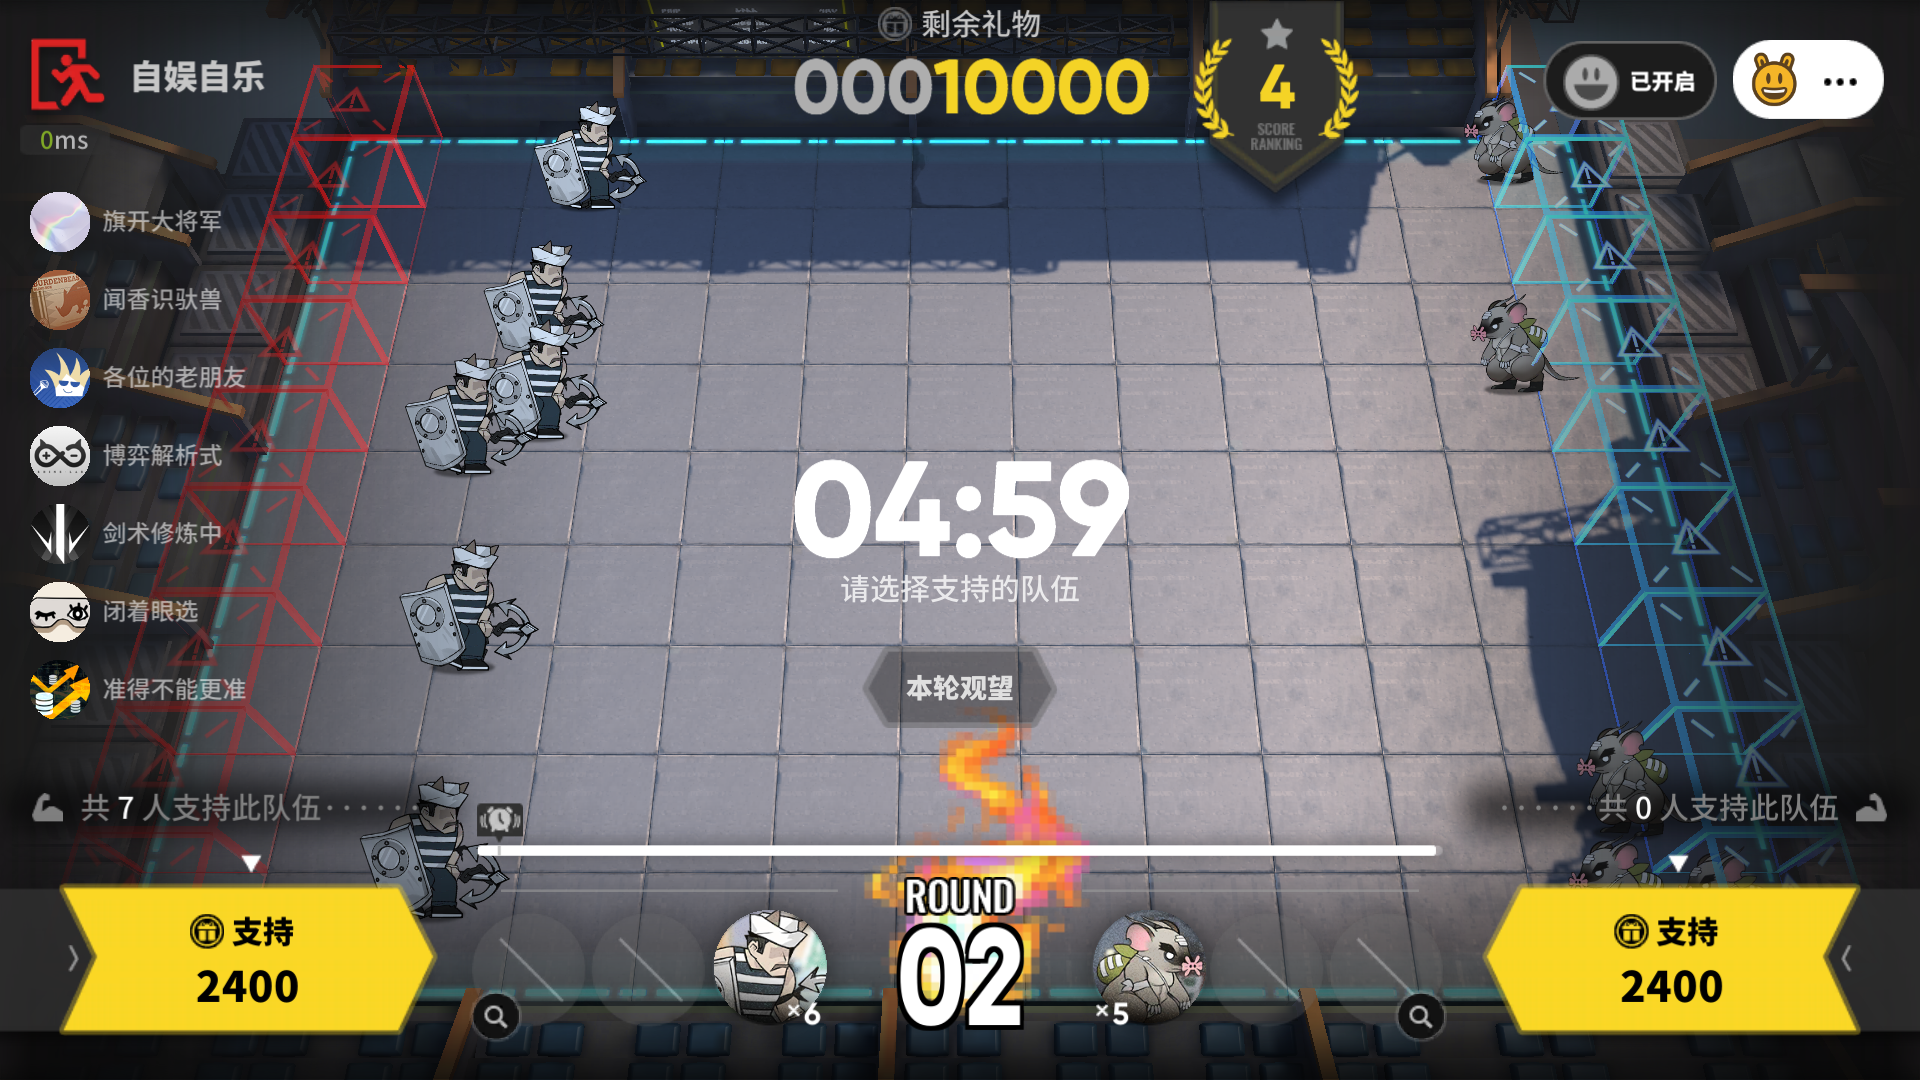 剩余礼物
00010000
4
SCORE
RANKING
自娱自乐
0ms
已开启
旗开大将军
闻香识驮兽
各位的老朋友
博弈解析式
剑术修炼中
闭着眼选
准得不能更准
04:59
请选择支持的队伍
本轮观望
共 7 人支持此队伍
共 0 人支持此队伍
支持
2400
×6
ROUND
02
×5
支持
2400